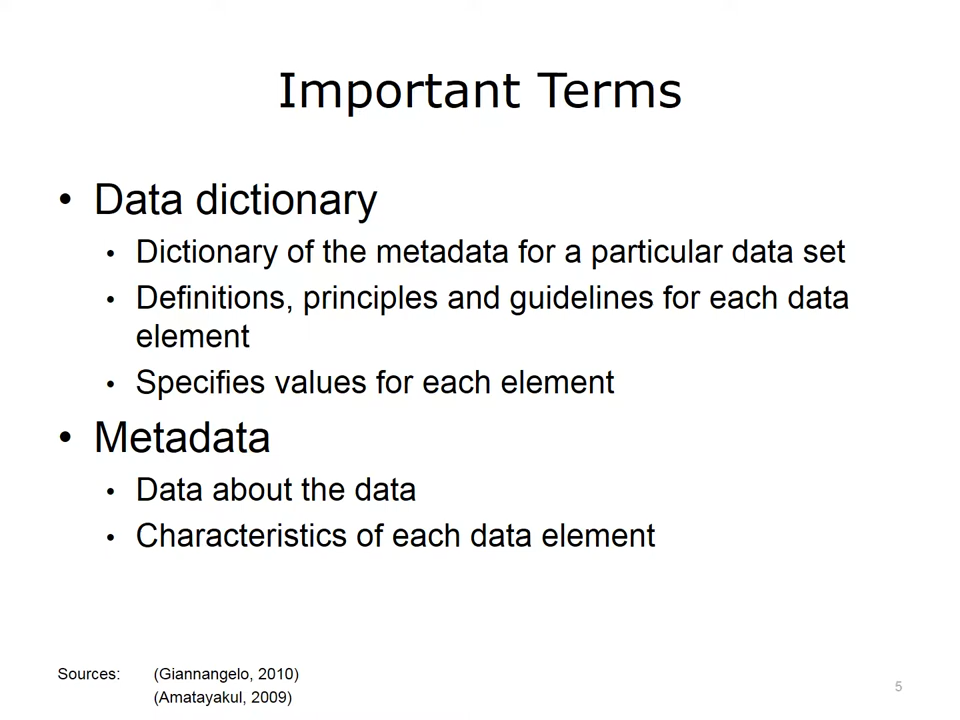 Important Terms
• Data dictionary
• Dictionary of the metadata for a particular data set
• Definitions, principles and guidelines for each data
element
• Specifies values for each element
• Metadata
• Data about the data
• Characteristics of each data element
Sources: (Giannangelo, 2010)
(Amatayakul, 2009)
5